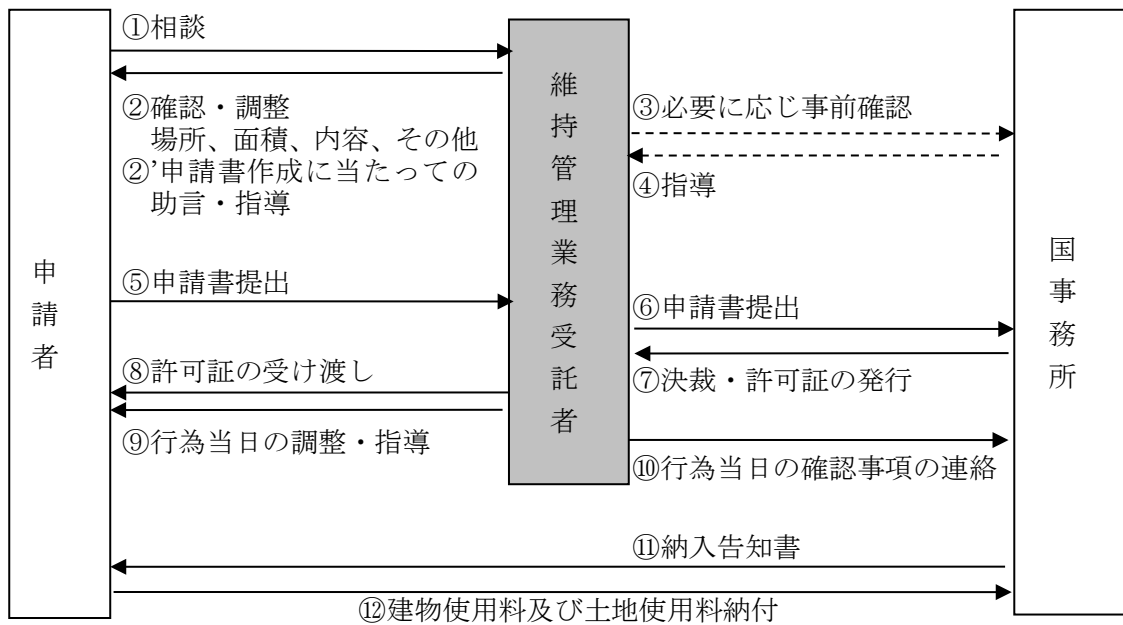 ①相談
②確認・調整
場所、面積、内容、その他
②’申請書作成に当たっての
助言・指導
③必要に応じ事前確認
④指導
申請者
維持管理業務受託者
国事務所
⑤申請書提出
⑥申請書提出
⑦決裁・許可証の発行
⑧許可証の受け渡し
⑨行為当日の調整・指導
⑩行為当日の確認事項の連絡
⑪納入告知書
⑫建物使用料及び土地使用料納付